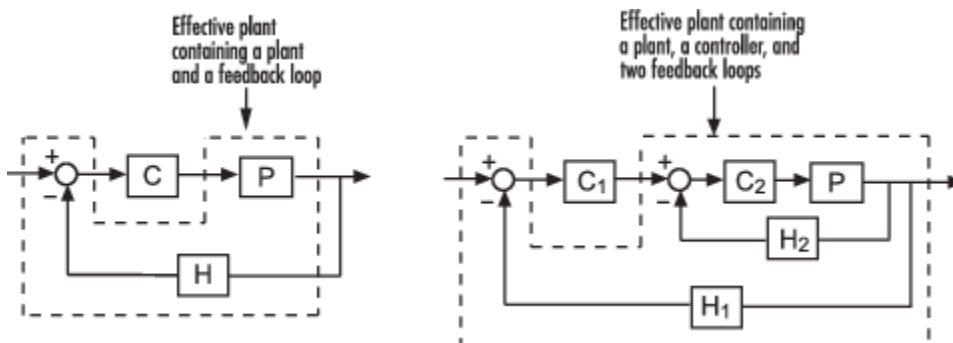 Effective plant
containing a plant
and a feedback loop
+
−
C
P
H
Effective plant containing
a plant, a controller, and
two feedback loops
+
−
C₁
+
−
C₂
P
H₂
H₁